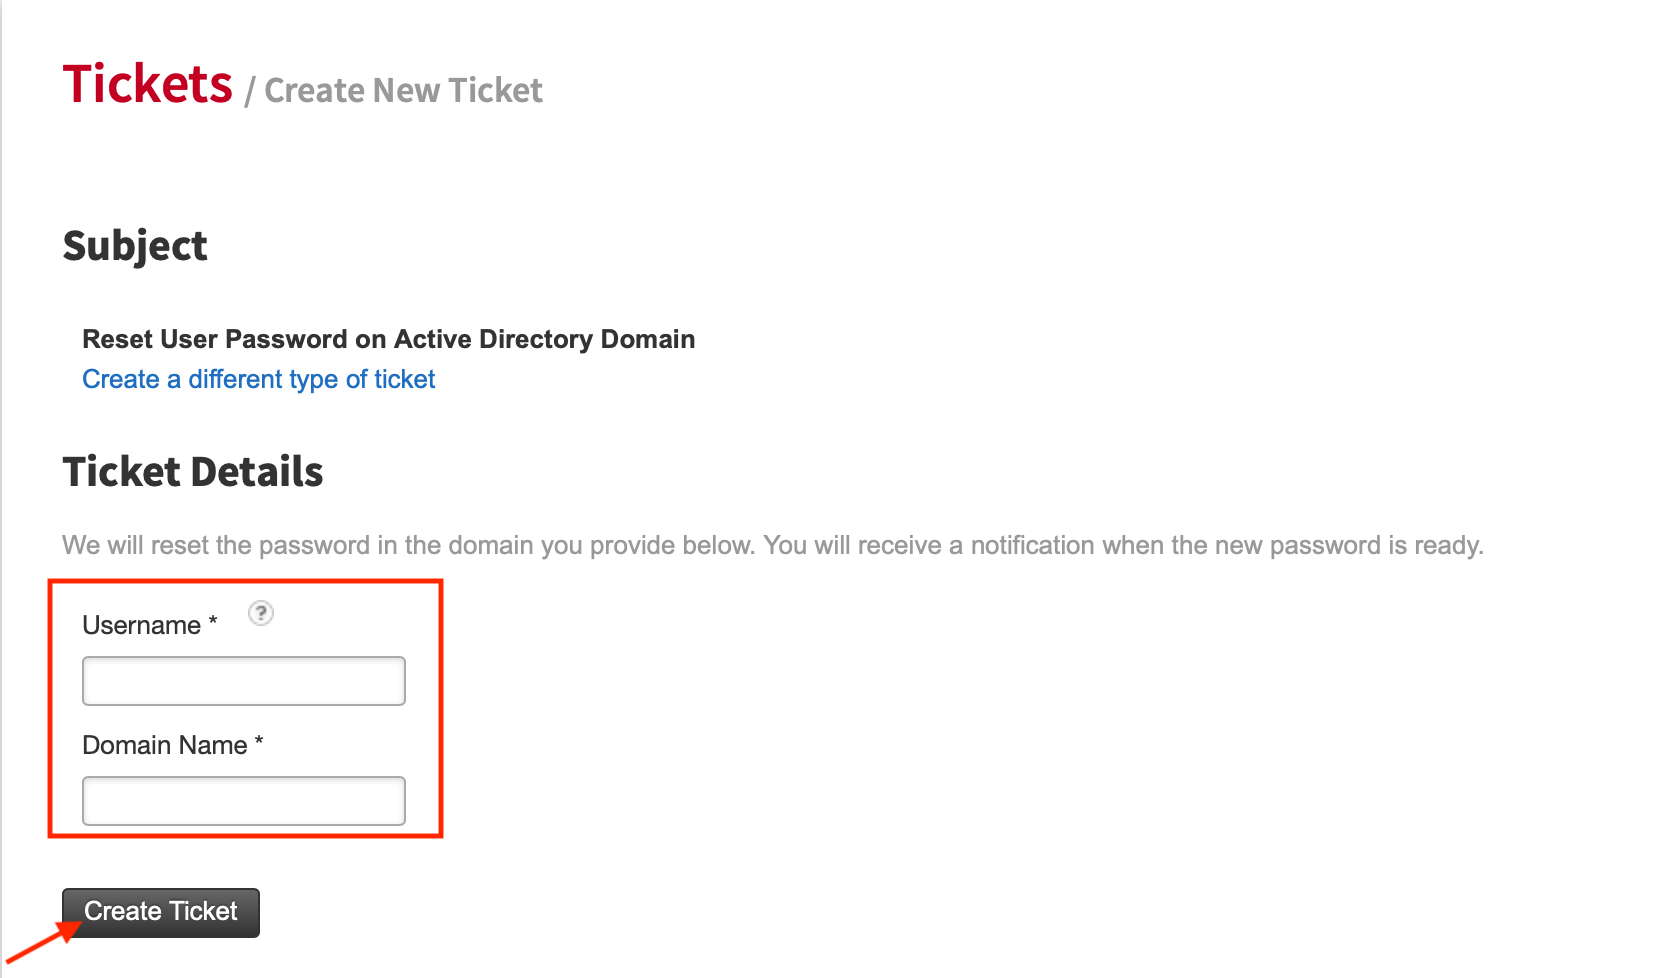 Tickets / Create New Ticket
Subject
Reset User Password on Active Directory Domain
Create a different type of ticket
Ticket Details
We will reset the password in the domain you provide below. You will receive a notification when the new password is ready.
Username * ?
Domain Name *
Create Ticket